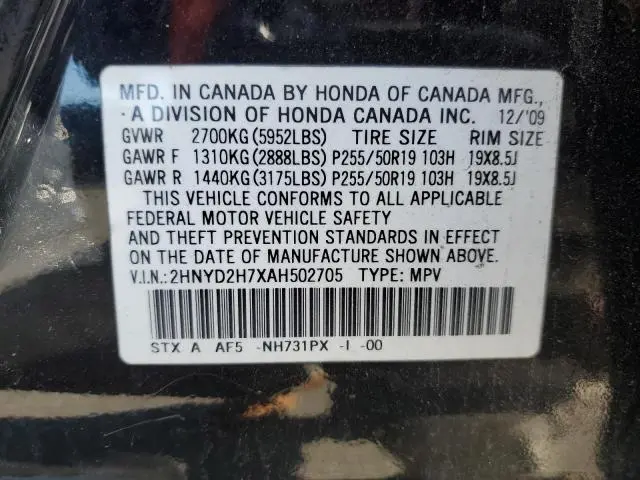 MFD. IN CANADA BY HONDA OF CANADA MFG.,
· A DIVISION OF HONDA CANADA INC. 12/'09
GVWR 2700KG(5952LBS) TIRE SIZE RIM SIZE
GAWR F 1310KG(2888LBS) P255/50R19 103H 19X8.5J
GAWR R 1440KG(3175LBS) P255/50R19 103H 19X8.5J
THIS VEHICLE CONFORMS TO ALL APPLICABLE
FEDERAL MOTOR VEHICLE SAFETY
AND THEFT PREVENTION STANDARDS IN EFFECT
ON THE DATE OF MANUFACTURE SHOWN ABOVE.
V.I.N.:2HNYD2H7XAH502705 TYPE: MPV
STX A AF5 -NH731PX -I -00